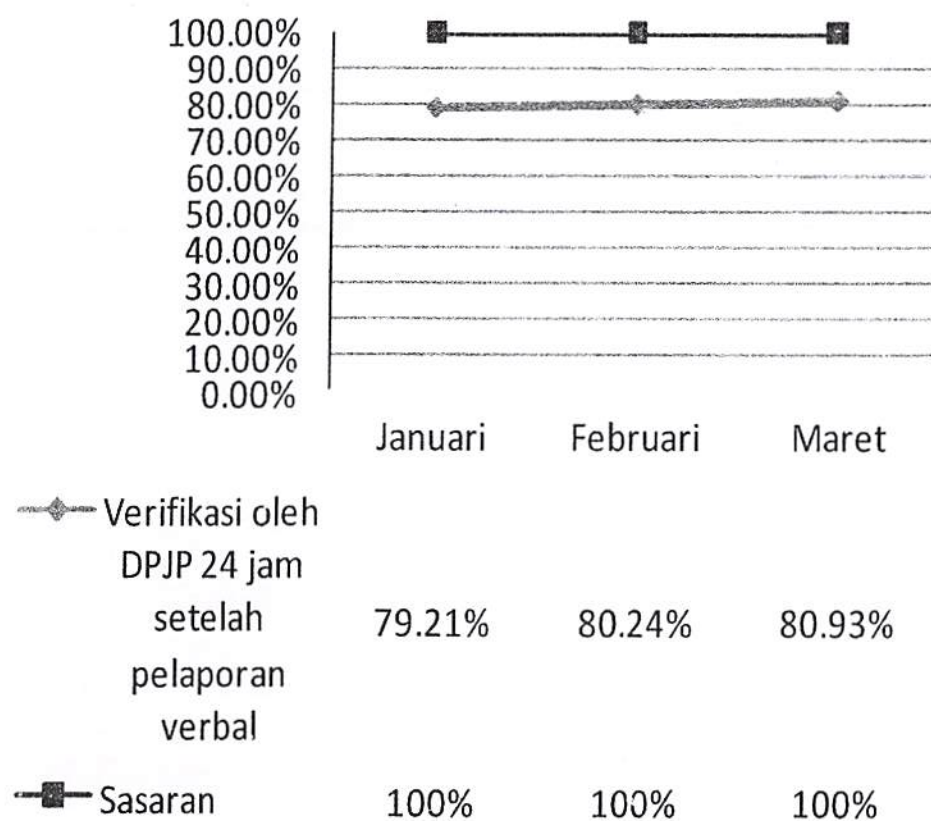 100.00%
90.00%
80.00%
70.00%
60.00%
50.00%
40.00%
30.00%
20.00%
10.00%
0.00%
Januari Februari Maret
Verifikasi oleh
DPJP 24 jam
setelah 79.21% 80.24% 80.93%
pelaporan
verbal
Sasaran 100% 100% 100%